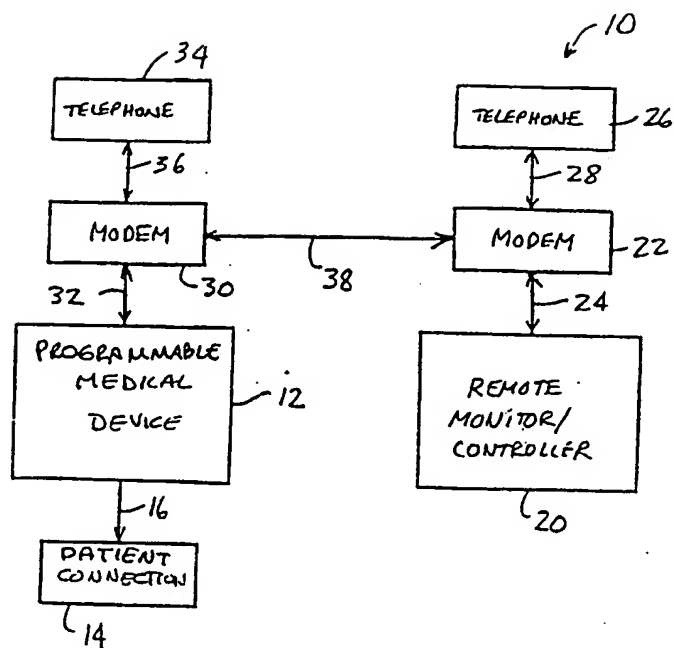 10
34
TELEPHONE
TELEPHONE
26
36
28
MODEM
MODEM
22
30
38
32
24
PROGRAMMABLE
MEDICAL
DEVICE
12
REMOTE
MONITOR/
CONTROLLER
16
20
PATIENT
CONNECTION
14